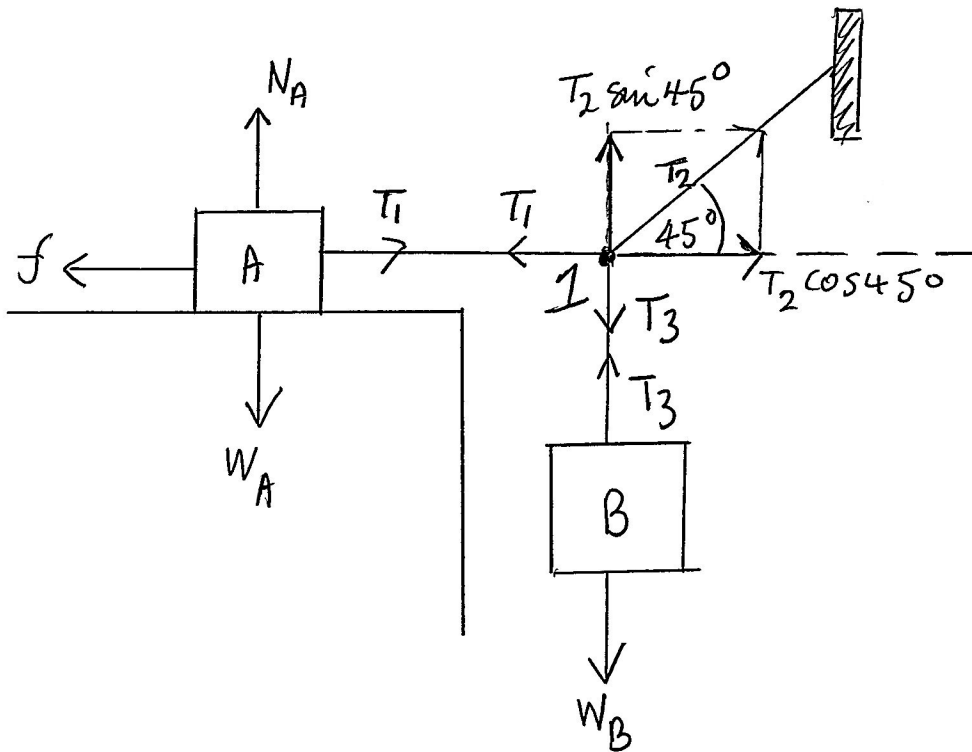 N_A
T_2 sin 45°
f
A
T_1
T_1
T_2
45°
1
T_2 cos 45°
T_3
T_3
W_A
B
W_B